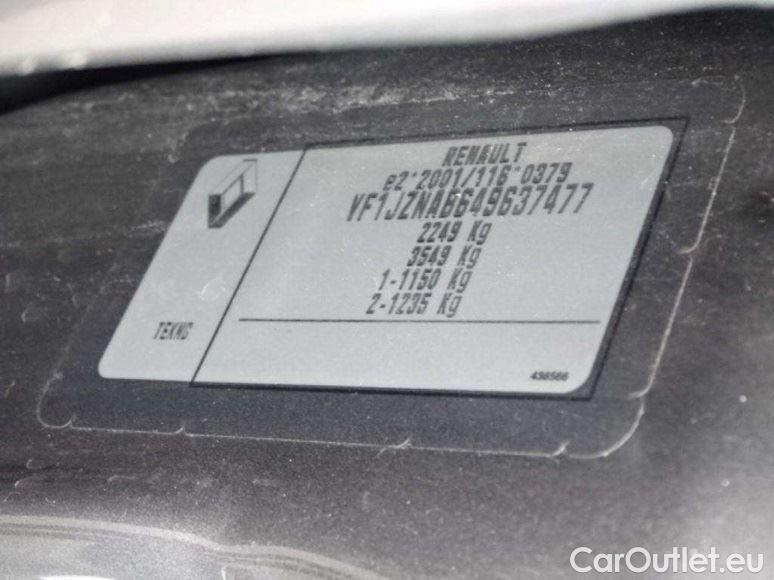 RENAULT
e2*2001/116*0379
VF1JZNAB649637477
2249 Kg
3549 Kg
1-1150 Kg
2-1235 Kg
TEKNG
438566
CarOutlet.eu